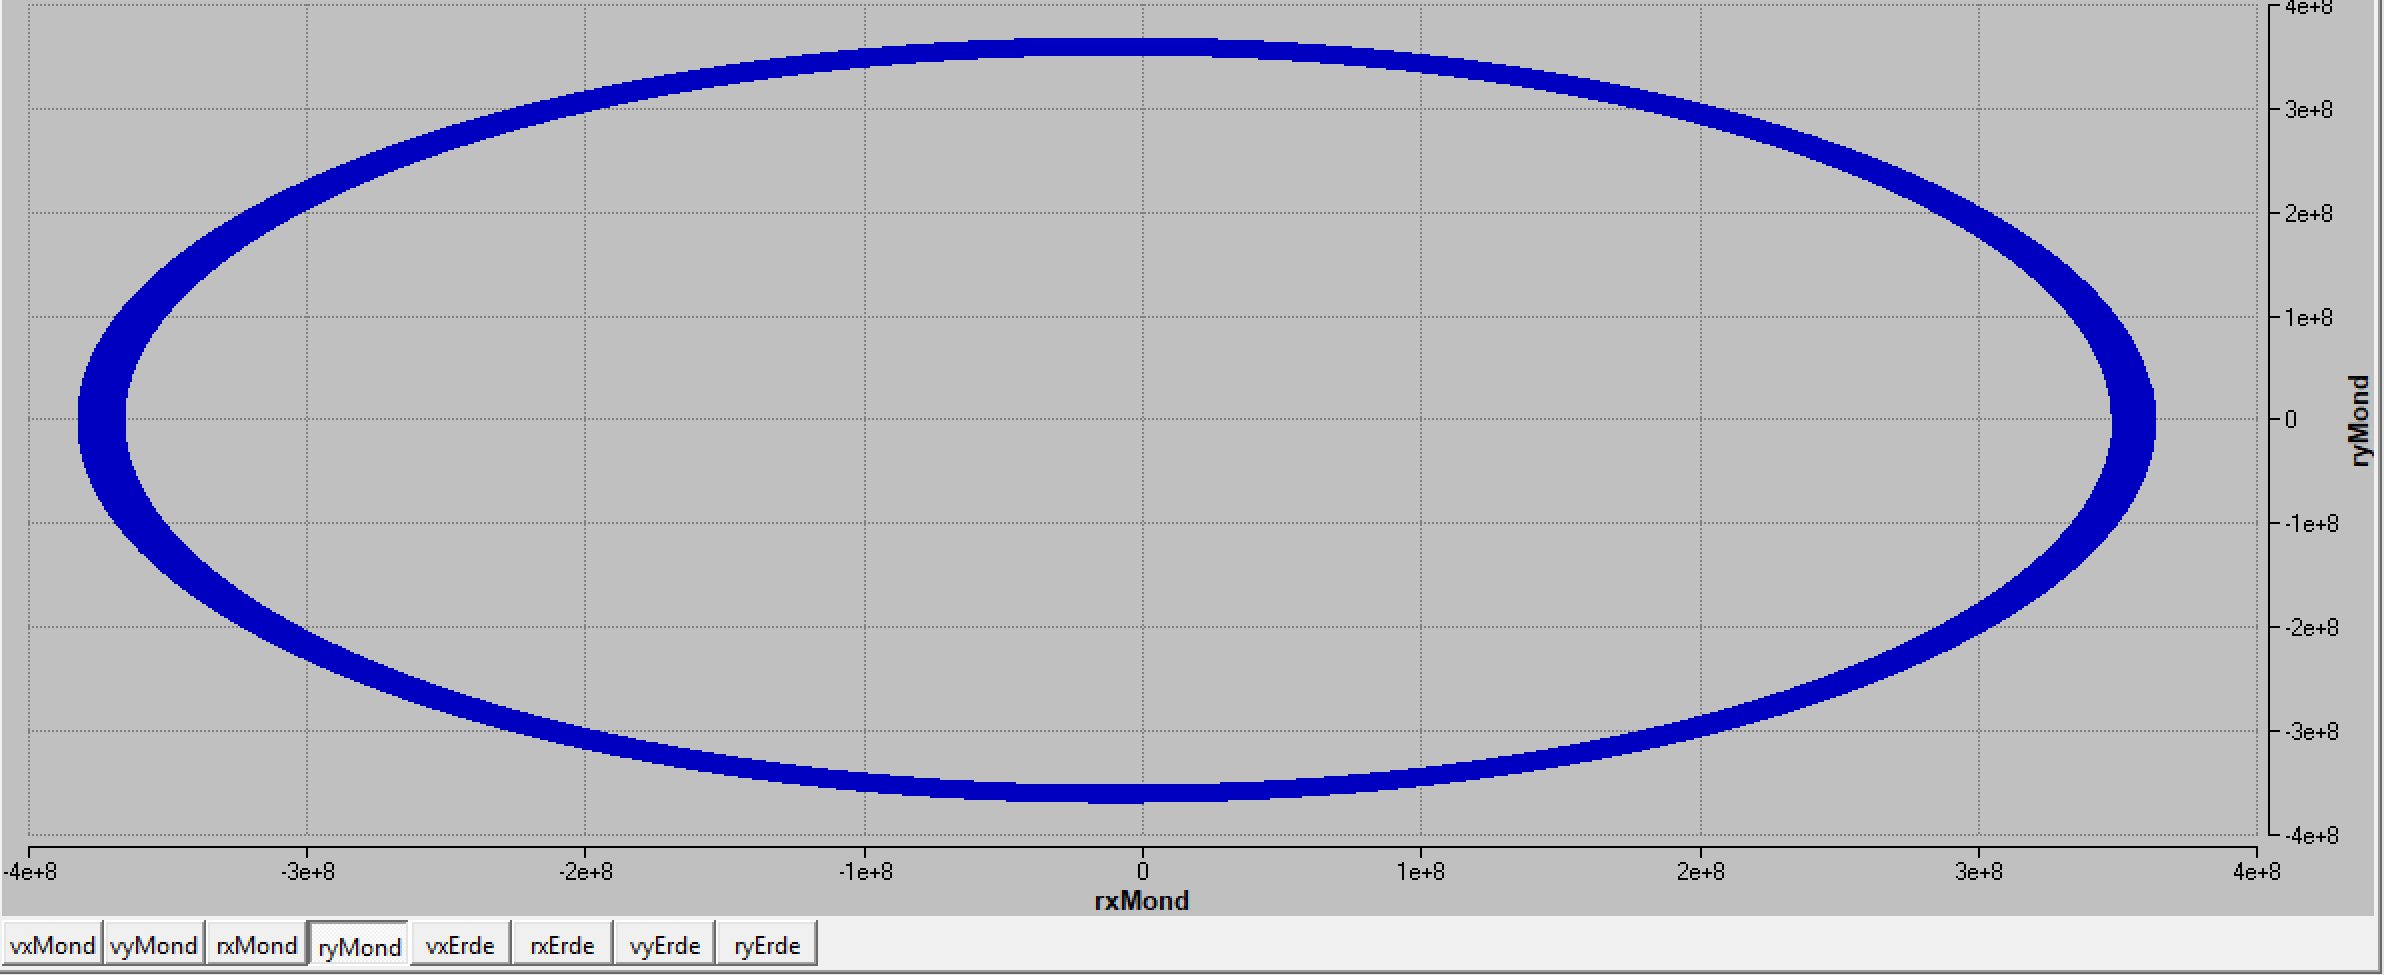 4e+8
3e+8
2e+8
1e+8
0
-1e+8
-2e+8
-3e+8
-4e+8
ryMond
-4e+8 -3e+8 -2e+8 -1e+8 0 1e+8 2e+8 3e+8 4e+8
rxMond
vxMond vyMond rxMond ryMond vxErde rxErde vyErde ryErde